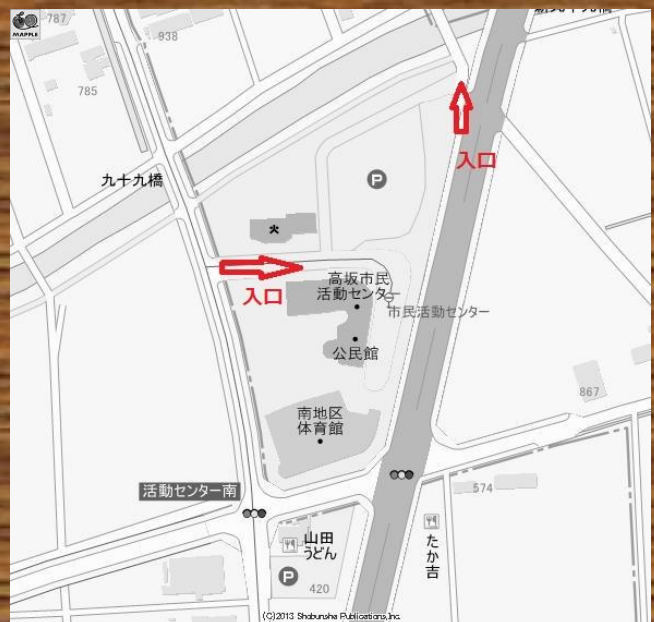 787
MAPPLE
938
785
九十九橋
P
入口
入口
高坂市民
活動センター
市民活動センター
公民館
南地区
体育館
867
574
活動センター南
山田
うどん
たか吉
P
420
(C)2013 Shobunsha Publications,Inc.